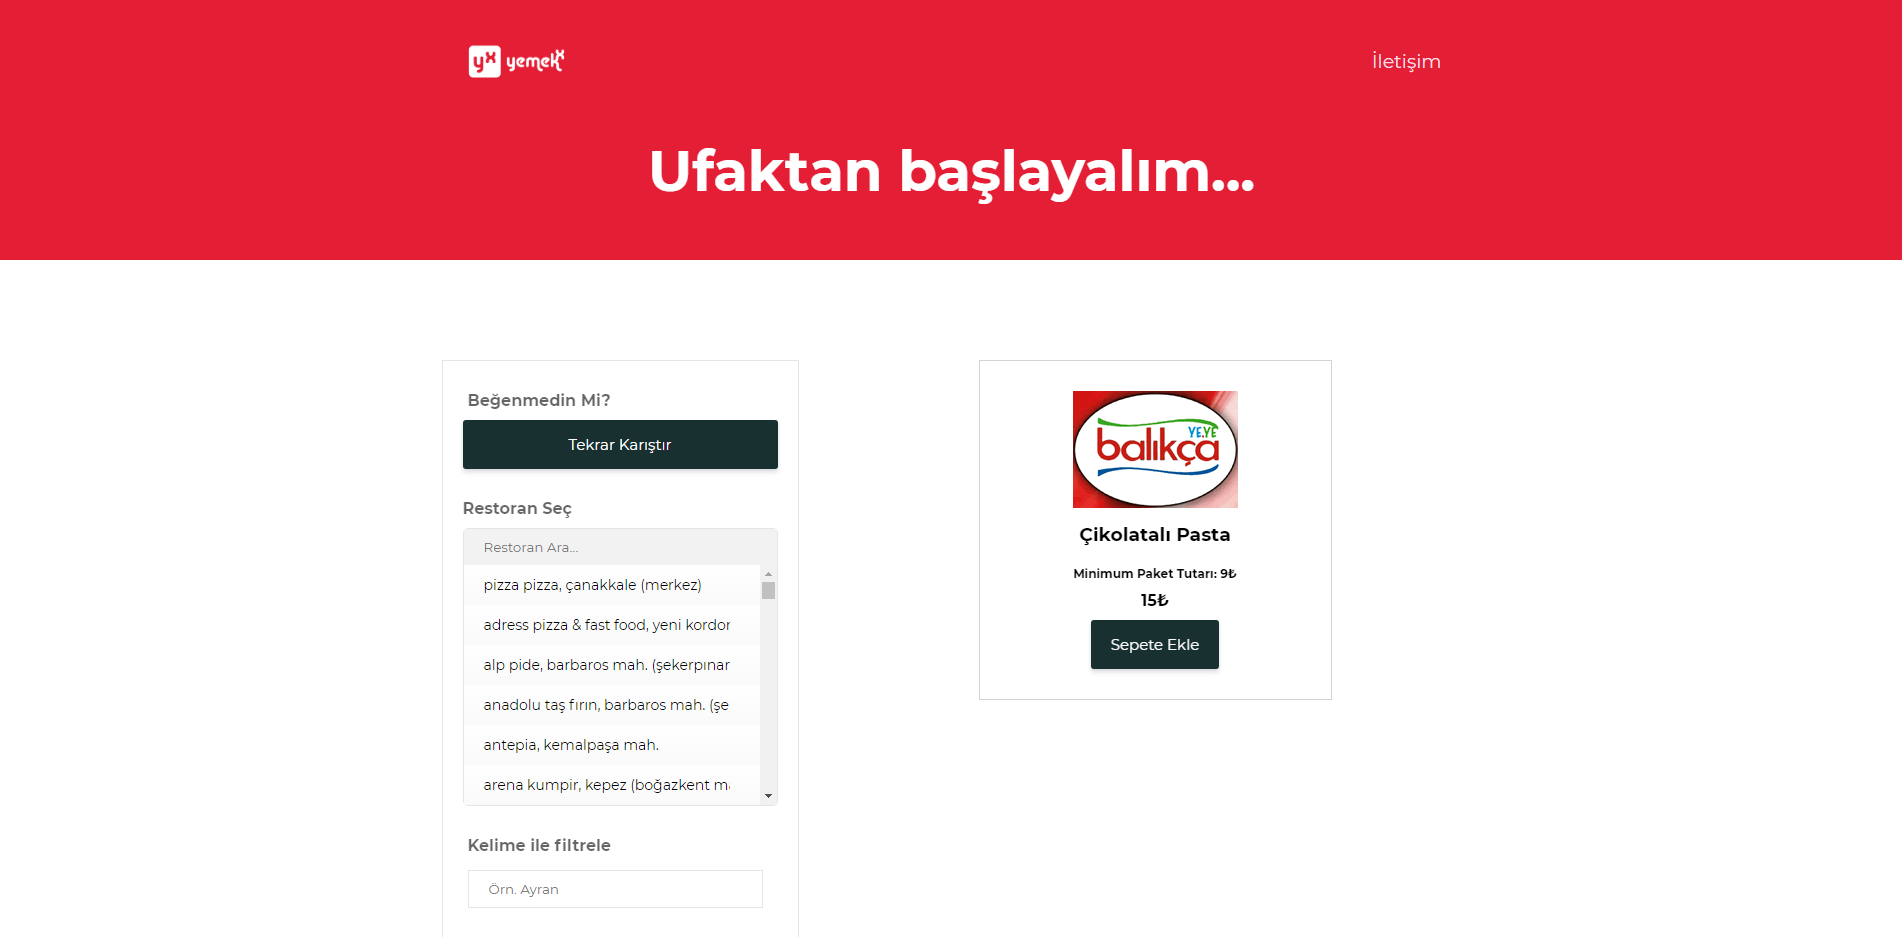 yx yemekx
İletişim
Ufaktan başlayalım...
Beğenmedin Mi?
Tekrar Karıştır
Restoran Seç
Restoran Ara...
pizza pizza, çanakkale (merkez)
adress pizza & fast food, yeni kordon
alp pide, barbaros mah. (şekerpınar
anadolu taş fırın, barbaros mah. (şe
antepia, kemalpaşa mah.
arena kumpir, kepez (boğazkent ma
Kelime ile filtrele
Örn. Ayran
YE.YE
balıkça
Çikolatalı Pasta
Minimum Paket Tutarı: 9₺
15₺
Sepete Ekle